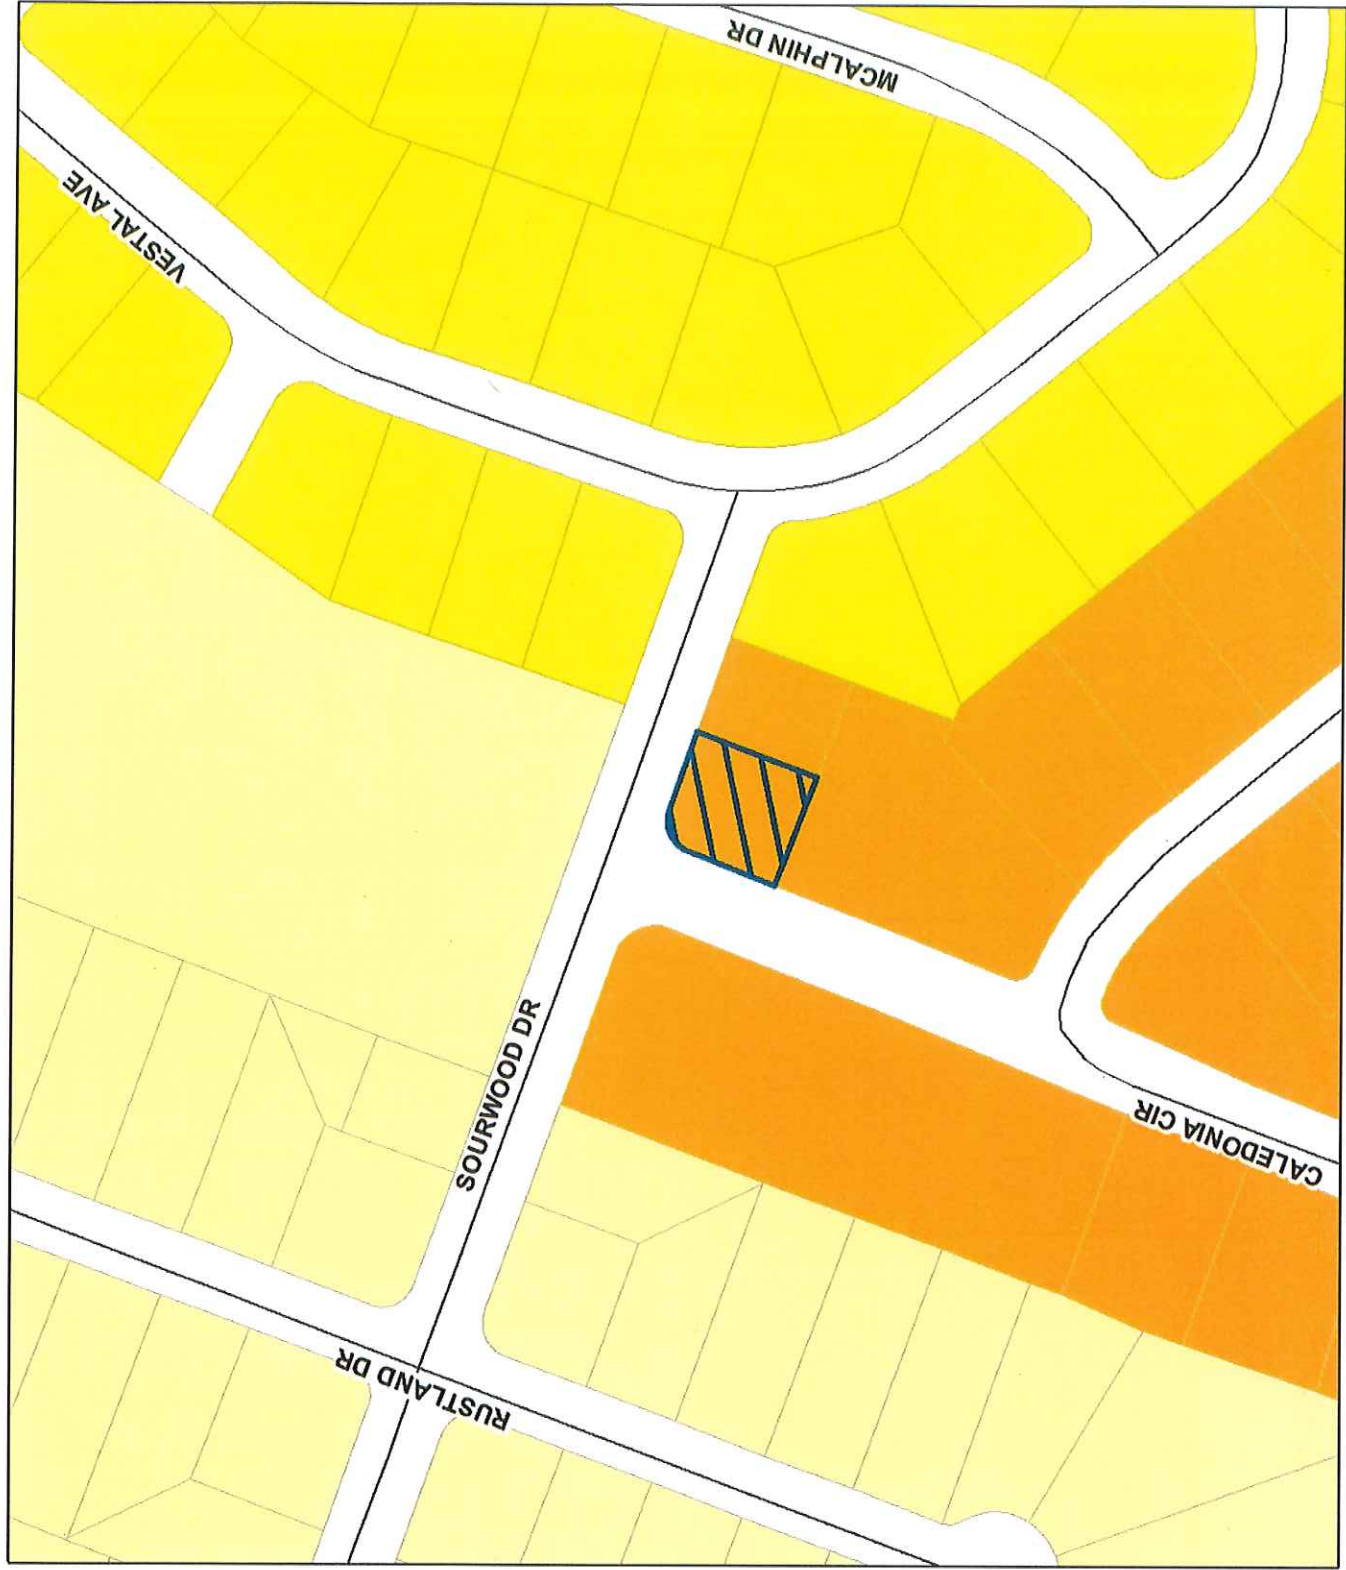 MCALPHIN DR
VESTAL AVE
SOURWOOD DR
CALEDONIA CIR
RUSTLAND DR